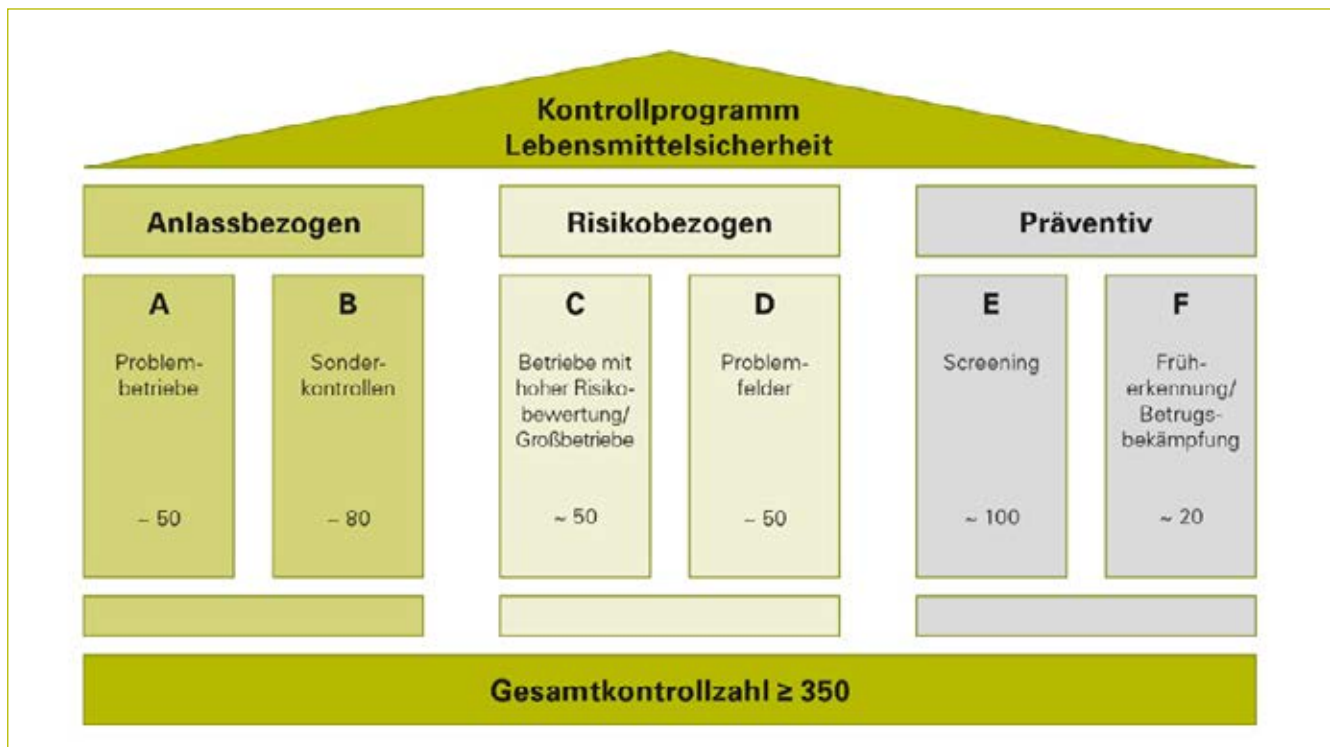 Kontrollprogramm
Lebensmittelsicherheit
Anlassbezogen
A
Problem-
betriebe
~ 50
B
Sonder-
kontrollen
~ 80
Risikobezogen
C
Betriebe mit
hoher Risiko-
bewertung/
Großbetriebe
~ 50
D
Problem-
felder
~ 50
Präventiv
E
Screening
~ 100
F
Früh-
erkennung/
Betrugs-
bekämpfung
~ 20
Gesamtkontrollzahl ≥ 350